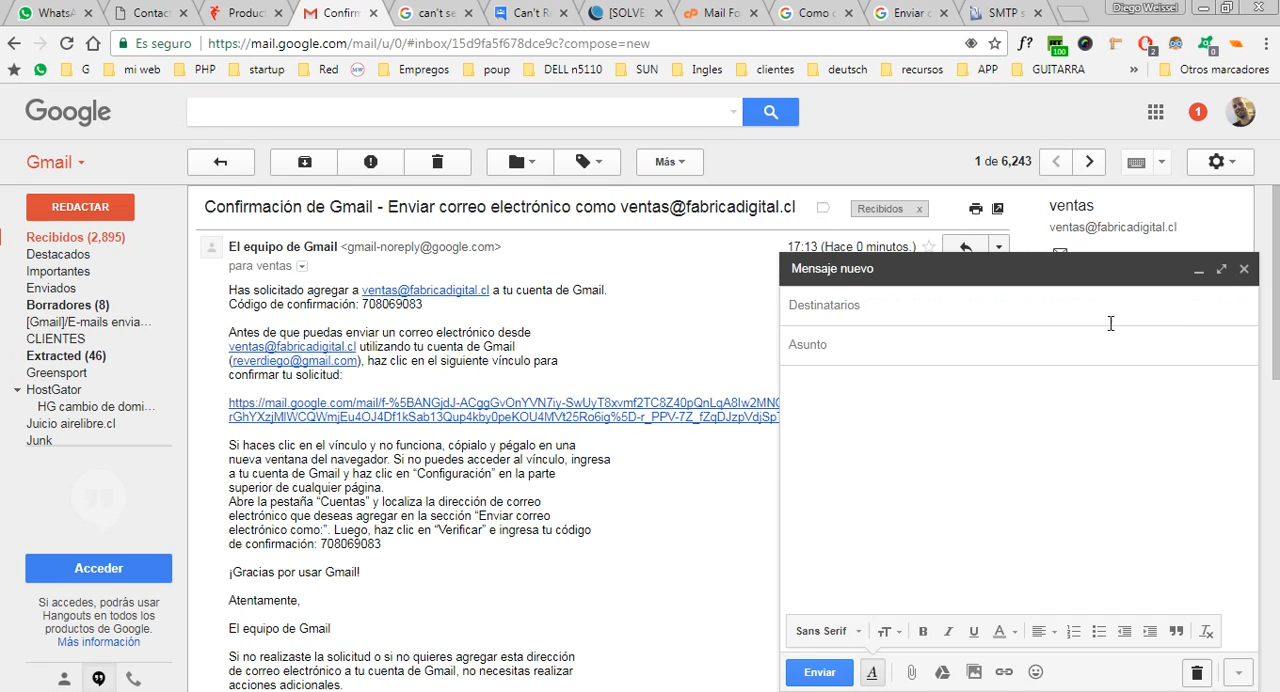 WhatsA
Contact
Product
Confirm
can't se
Can't R
[SOLVE
Mail Fo
Como c
Enviar c
SMTP s
Diego Weissel
Es seguro
https://mail.google.com/mail/u/0/#inbox/15d9fa5f678dce9c?compose=new
G
mi web
PHP
startup
Red
Empregos
poup
DELL n5110
SUN
Ingles
clientes
deutsch
recursos
APP
GUITARRA
»
Otros marcadores
Google
1
Gmail
Más
1 de 6,243
REDACTAR
Recibidos (2,895)
Destacados
Importantes
Enviados
Borradores (8)
[Gmail]/E-mails envia...
CLIENTES
Extracted (46)
Greensport
HostGator
HG cambio de domi...
Juicio airelibre.cl
Junk
Acceder
Si accedes, podrás usar
Hangouts en todos los
productos de Google.
Más información
Confirmación de Gmail - Enviar correo electrónico como ventas@fabricadigital.cl
Recibidos x
El equipo de Gmail <gmail-noreply@google.com>
17:13 (Hace 0 minutos.)
para ventas
Has solicitado agregar a ventas@fabricadigital.cl a tu cuenta de Gmail.
Código de confirmación: 708069083
Antes de que puedas enviar un correo electrónico desde
ventas@fabricadigital.cl utilizando tu cuenta de Gmail
(reverdiego@gmail.com), haz clic en el siguiente vínculo para
confirmar tu solicitud:
Si haces clic en el vínculo y no funciona, cópialo y pégalo en una
nueva ventana del navegador. Si no puedes acceder al vínculo, ingresa
a tu cuenta de Gmail y haz clic en “Configuración” en la parte
superior de cualquier página.
Abre la pestaña “Cuentas” y localiza la dirección de correo
electrónico que deseas agregar en la sección “Enviar correo
electrónico como:”. Luego, haz clic en “Verificar” e ingresa tu código
de confirmación: 708069083
¡Gracias por usar Gmail!
Atentamente,
El equipo de Gmail
Si no realizaste la solicitud o si no quieres agregar esta dirección
de correo electrónico a tu cuenta de Gmail, no necesitas realizar
acciones adicionales.
ventas
ventas@fabricadigital.cl
Mensaje nuevo
Destinatarios
Asunto
Sans Serif
Enviar